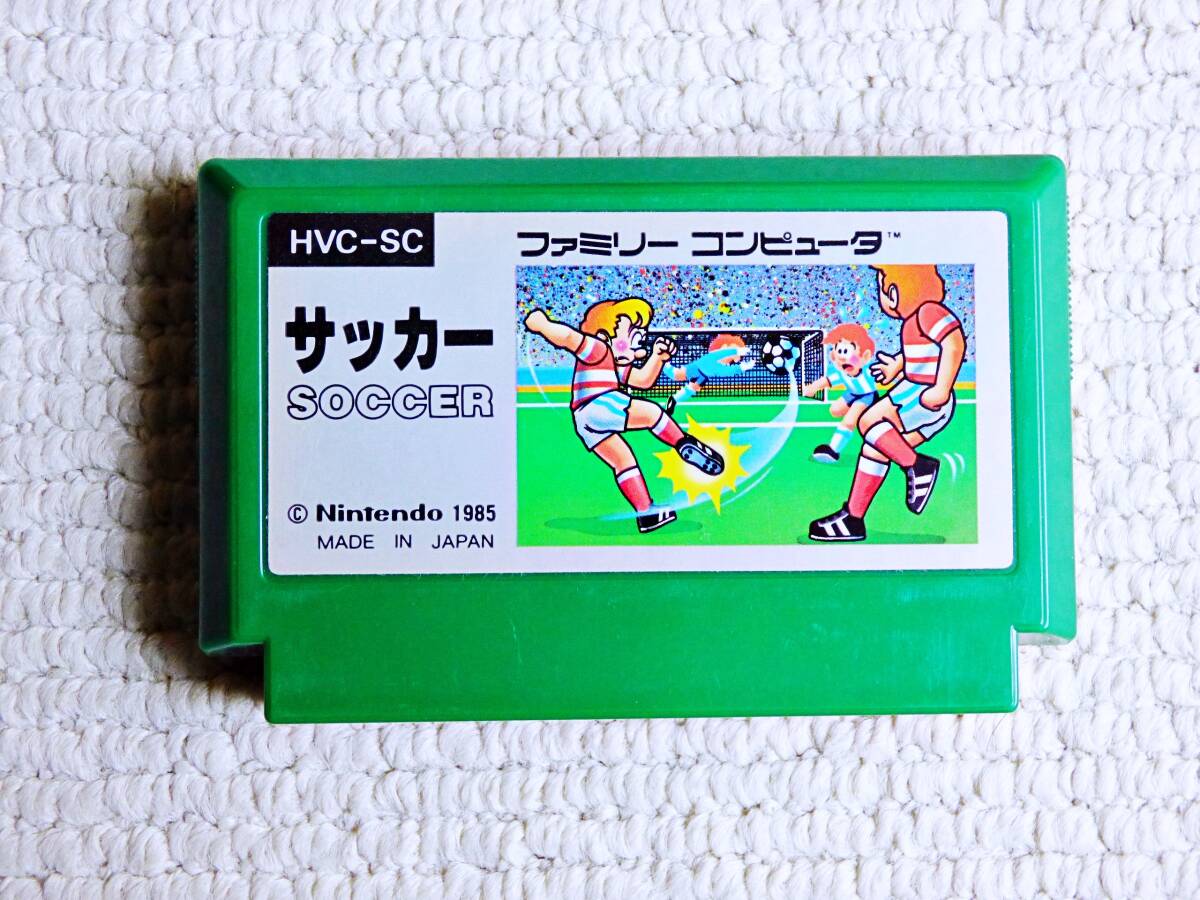 HVC-SC
ファミリー コンピュータ™
サッカー
SOCCER
© Nintendo 1985
MADE IN JAPAN